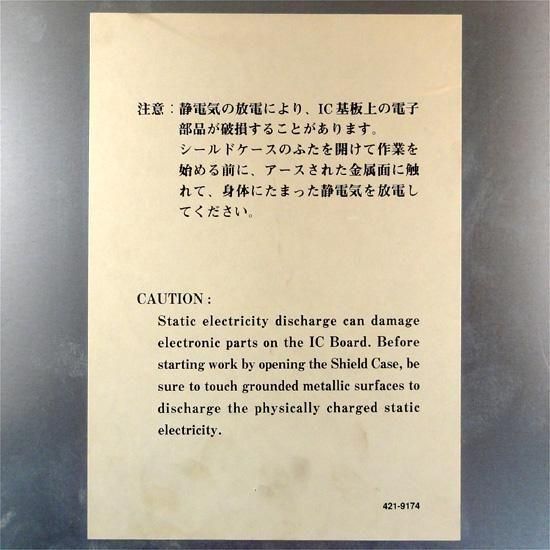 注意：静電気の放電により、IC基板上の電子
部品が破損することがあります。
シールドケースのふたを開けて作業を
始める前に、アースされた金属面に触
れて、身体にたまった静電気を放電し
てください。
CAUTION :
Static electricity discharge can damage
electronic parts on the IC Board. Before
starting work by opening the Shield Case, be
sure to touch grounded metallic surfaces to
discharge the physically charged static
electricity.
421-9174